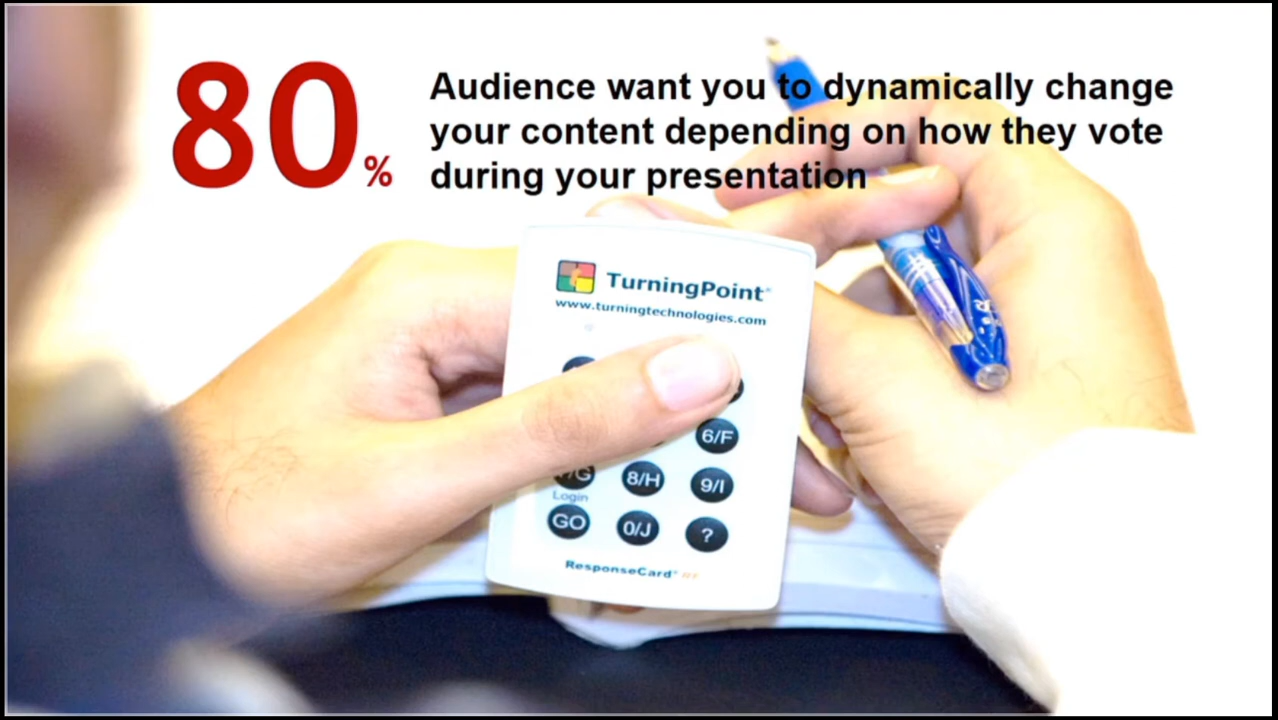 80%
Audience want you to dynamically change
your content depending on how they vote
during your presentation
TurningPoint®
www.turningtechnologies.com
6/F
/G 8/H 9/I
Login
GO 0/J ?
ResponseCard® RF